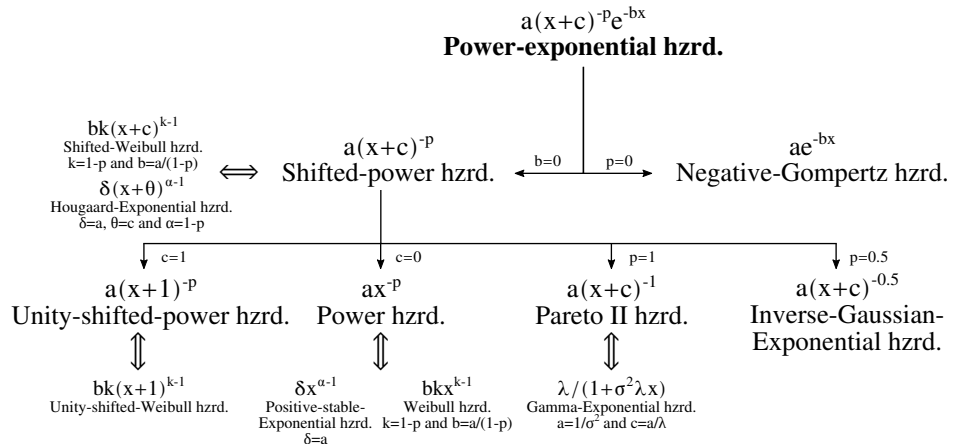 a(x+c)⁻ᵖe⁻ᵇˣ
Power-exponential hzrd.
bk(x+c)ᵏ⁻¹
Shifted-Weibull hzrd.
k=1-p and b=a/(1-p)
δ(x+θ)^α-1
Hougaard-Exponential hzrd.
δ=a, θ=c and α=1-p
⇔
a(x+c)⁻ᵖ
Shifted-power hzrd.
b=0
p=0
ae⁻ᵇˣ
Negative-Gompertz hzrd.
c=1
c=0
p=1
p=0.5
a(x+1)⁻ᵖ
Unity-shifted-power hzrd.
ax⁻ᵖ
Power hzrd.
a(x+c)⁻¹
Pareto II hzrd.
a(x+c)^-0.5
Inverse-Gaussian-
Exponential hzrd.
bk(x+1)ᵏ⁻¹
Unity-shifted-Weibull hzrd.
δx^α-1
Positive-stable-
Exponential hzrd.
δ=a
bkxᵏ⁻¹
Weibull hzrd.
k=1-p and b=a/(1-p)
λ/(1+σ²λx)
Gamma-Exponential hzrd.
a=1/σ² and c=a/λ